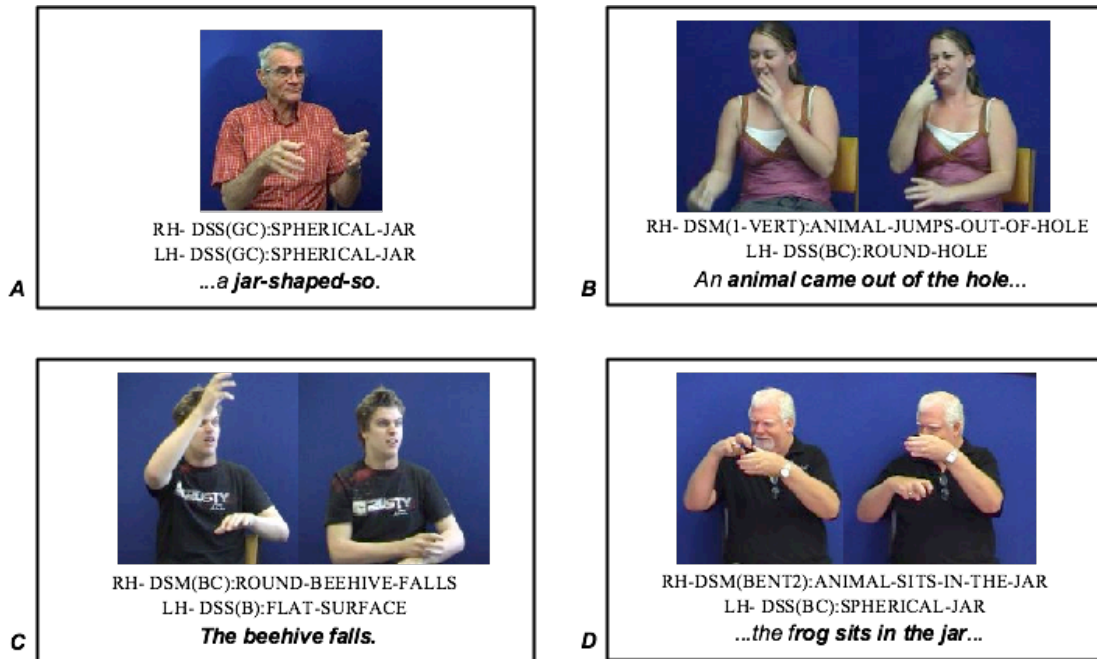 RH- DSS(GC):SPHERICAL-JAR
LH- DSS(GC):SPHERICAL-JAR
...a jar-shaped-so.
A
RH- DSM(1-VERT):ANIMAL-JUMPS-OUT-OF-HOLE
LH- DSS(BC):ROUND-HOLE
An animal came out of the hole...
B
RUSTY
RH- DSM(BC):ROUND-BEEHIVE-FALLS
LH- DSS(B):FLAT-SURFACE
The beehive falls.
C
RH-DSM(BENT2):ANIMAL-SITS-IN-THE-JAR
LH- DSS(BC):SPHERICAL-JAR
...the frog sits in the jar...
D